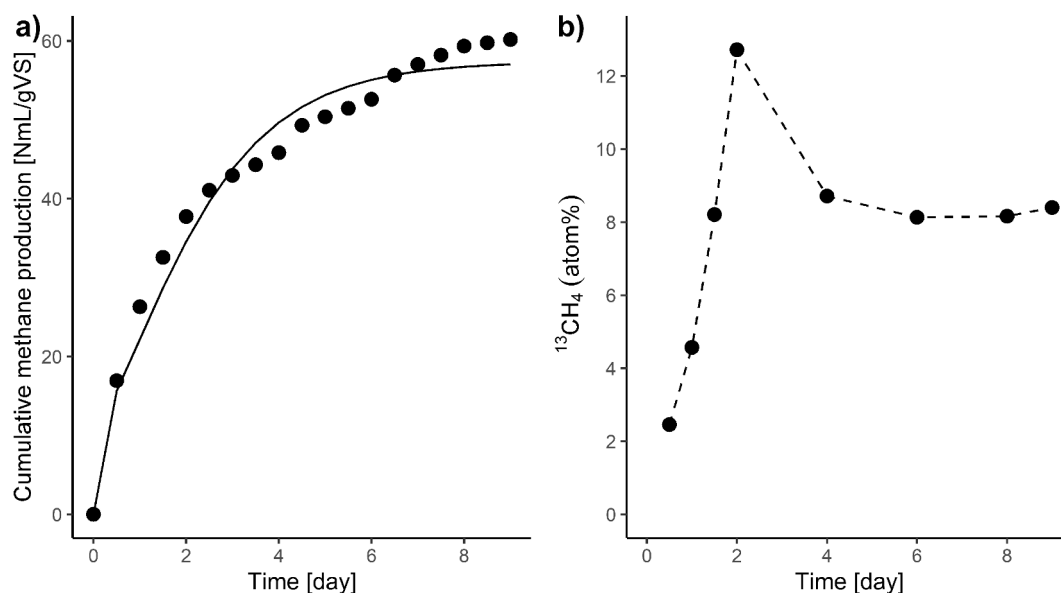 a)
Cumulative methane production [NmL/gVS]
60
40
20
0
0 2 4 6 8
Time [day]
b)
¹³CH₄ (atom%)
12
10
8
6
4
2
0
0 2 4 6 8
Time [day]